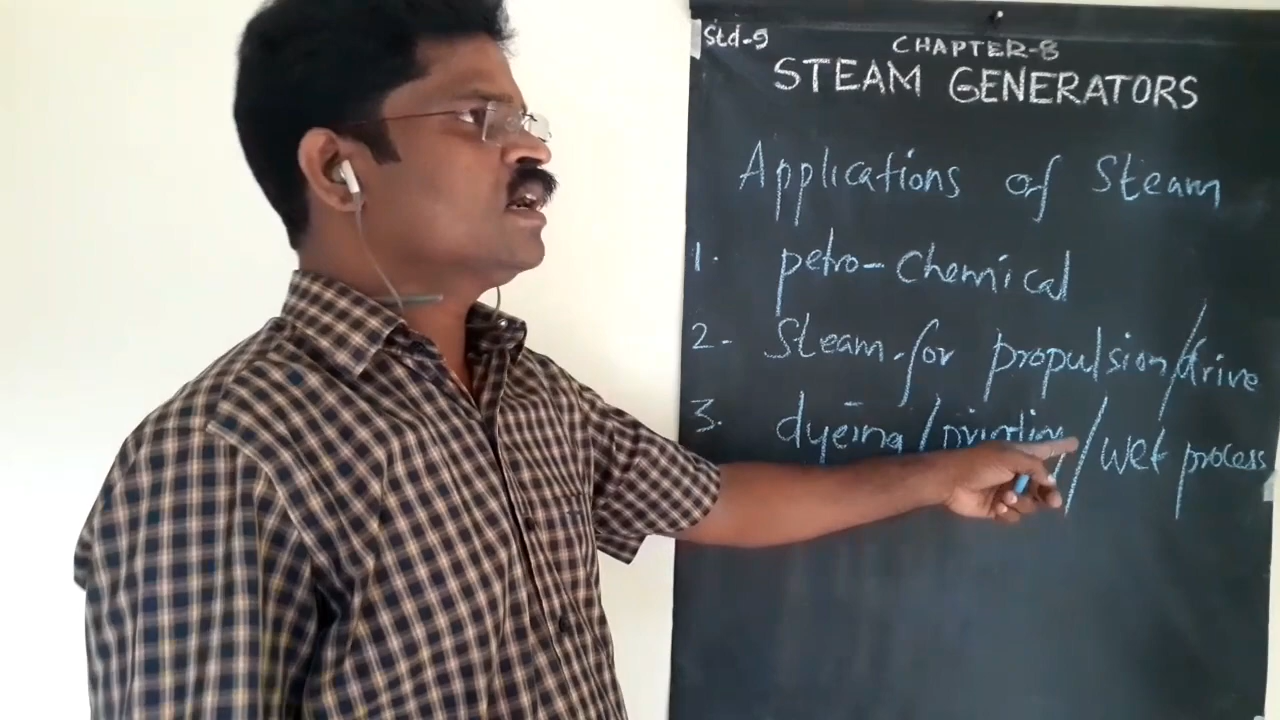 Std-9
CHAPTER-8
STEAM GENERATORS
Applications of Steam
1. petro-chemical
2. Steam-for propulsion/drive
3. dyeing/printing/wet process